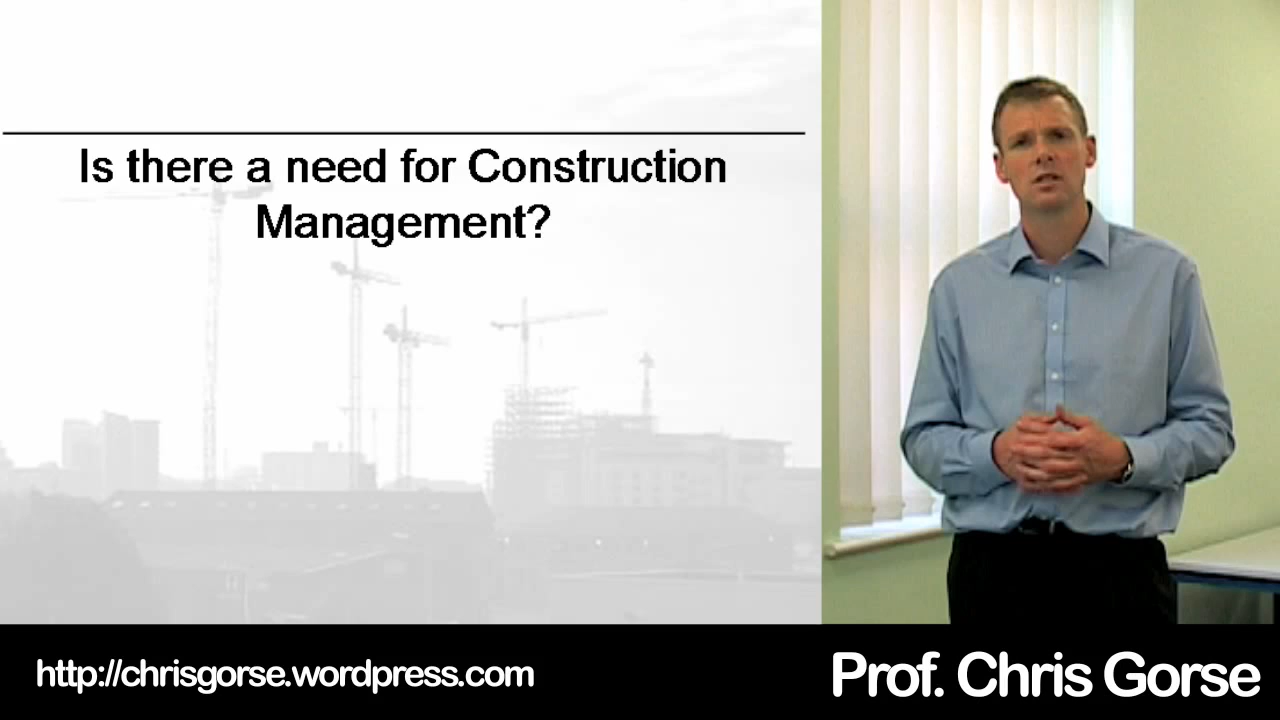 Is there a need for Construction
Management?
http://chrisgorse.wordpress.com
Prof. Chris Gorse